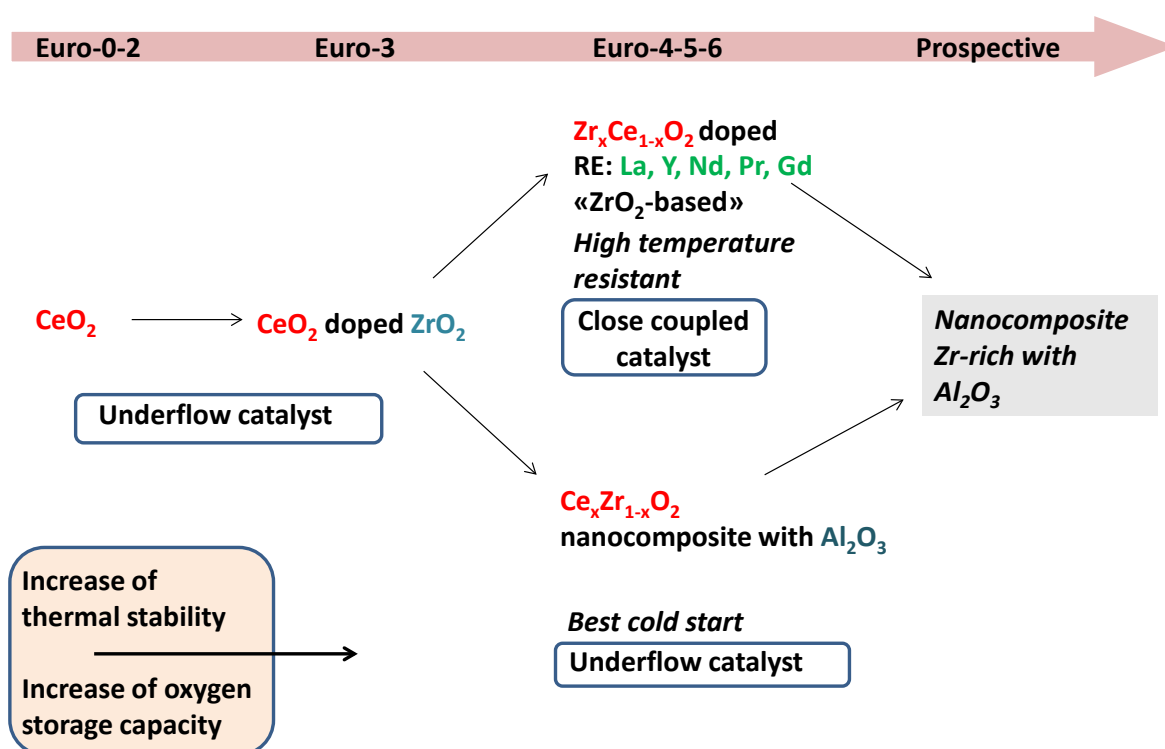 Euro-0-2 Euro-3 Euro-4-5-6 Prospective
ZrₓCe₁₋ₓO₂ doped
RE: La, Y, Nd, Pr, Gd
«ZrO₂-based»
High temperature
resistant
Close coupled
catalyst
CeO₂
CeO₂ doped ZrO₂
Underflow catalyst
Nanocomposite
Zr-rich with
Al₂O₃
CeₓZr₁₋ₓO₂
nanocomposite with Al₂O₃
Best cold start
Underflow catalyst
Increase of
thermal stability
Increase of oxygen
storage capacity